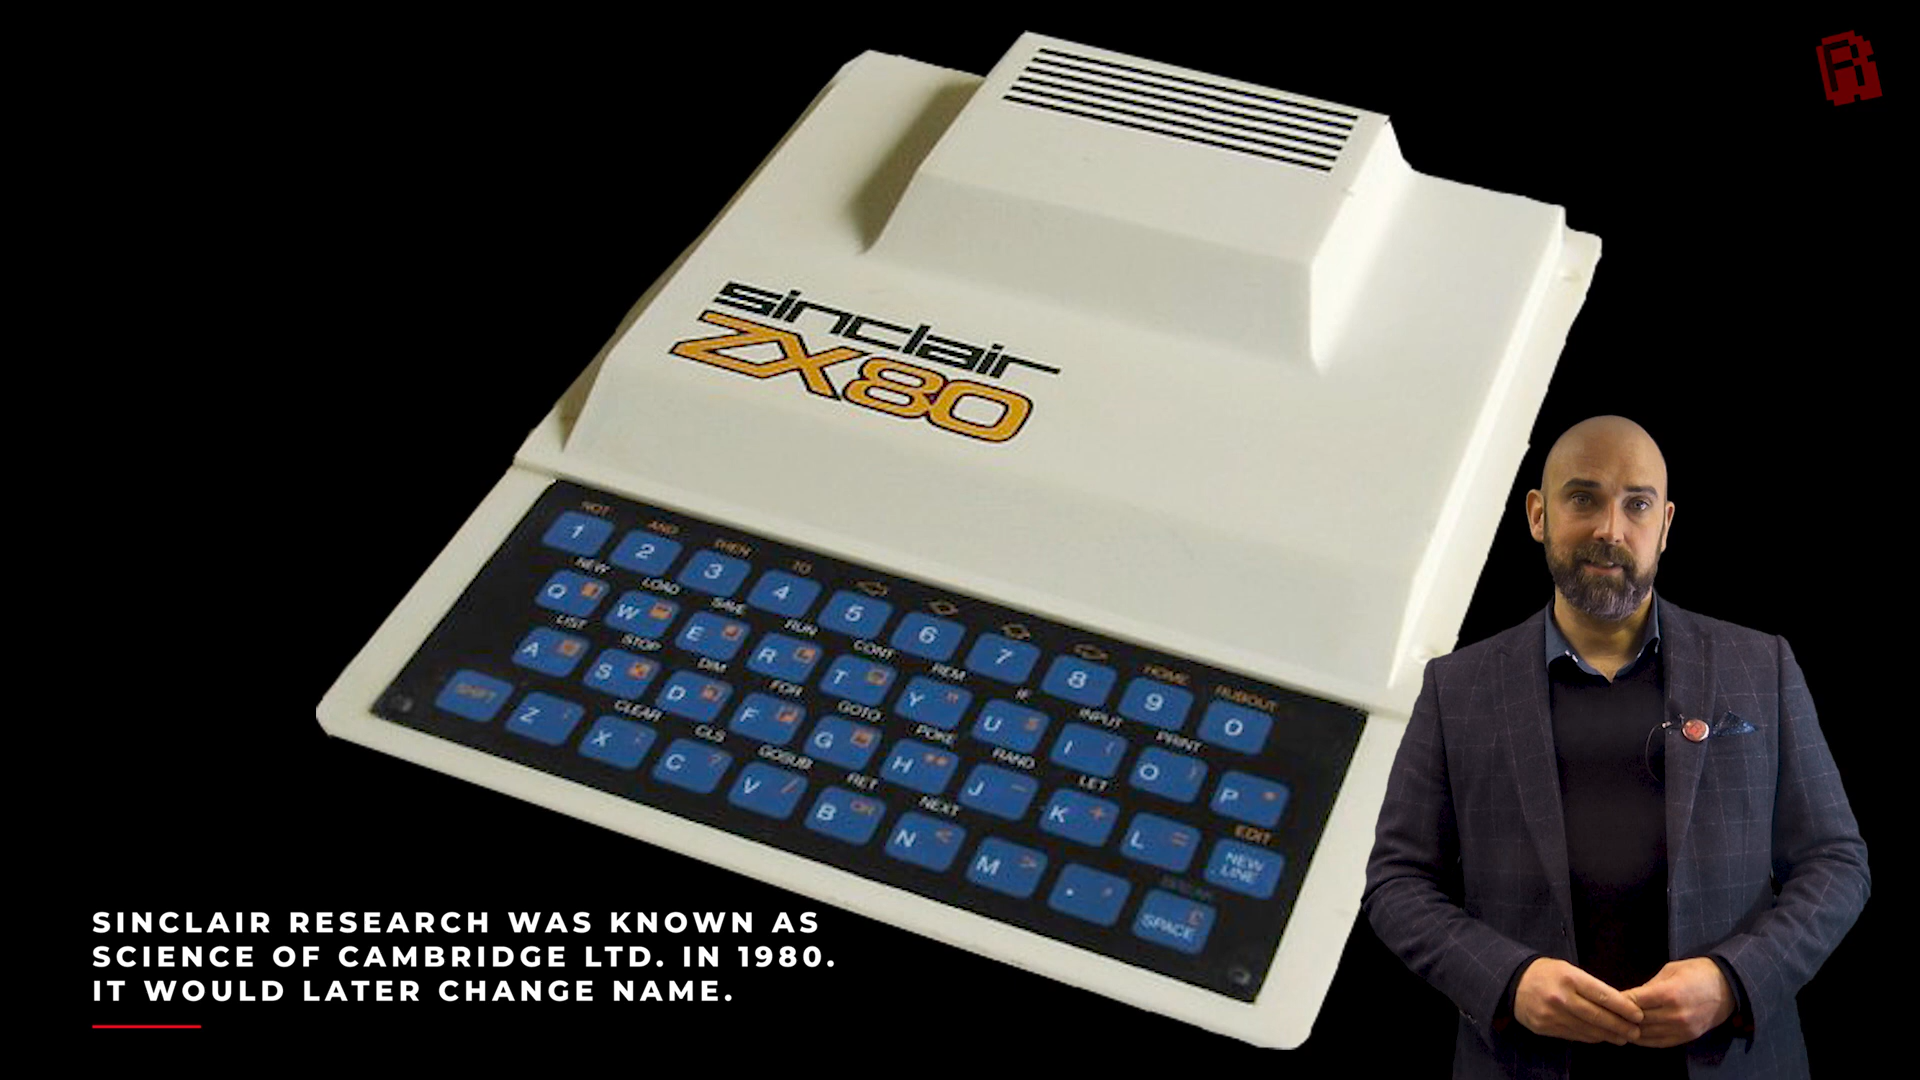 sinclair
ZX80
NOT AND THEN TO HOME RUBOUT
1 2 3 4 5 6 7 8 9 0
NEW LOAD SAVE RUN CONT REM IF INPUT PRINT
Q W E R T Y " U $ I ( O ) P *
LIST STOP DIM FOR GOTO POKE RAND LET EDIT
A S D F G H ** J - K + L = NEW LINE
CLEAR CLS GOSUB RET NEXT
SHIFT Z : X ; C ? V / B OR N < M > . , SPACE £
SINCLAIR RESEARCH WAS KNOWN AS
SCIENCE OF CAMBRIDGE LTD. IN 1980.
IT WOULD LATER CHANGE NAME.